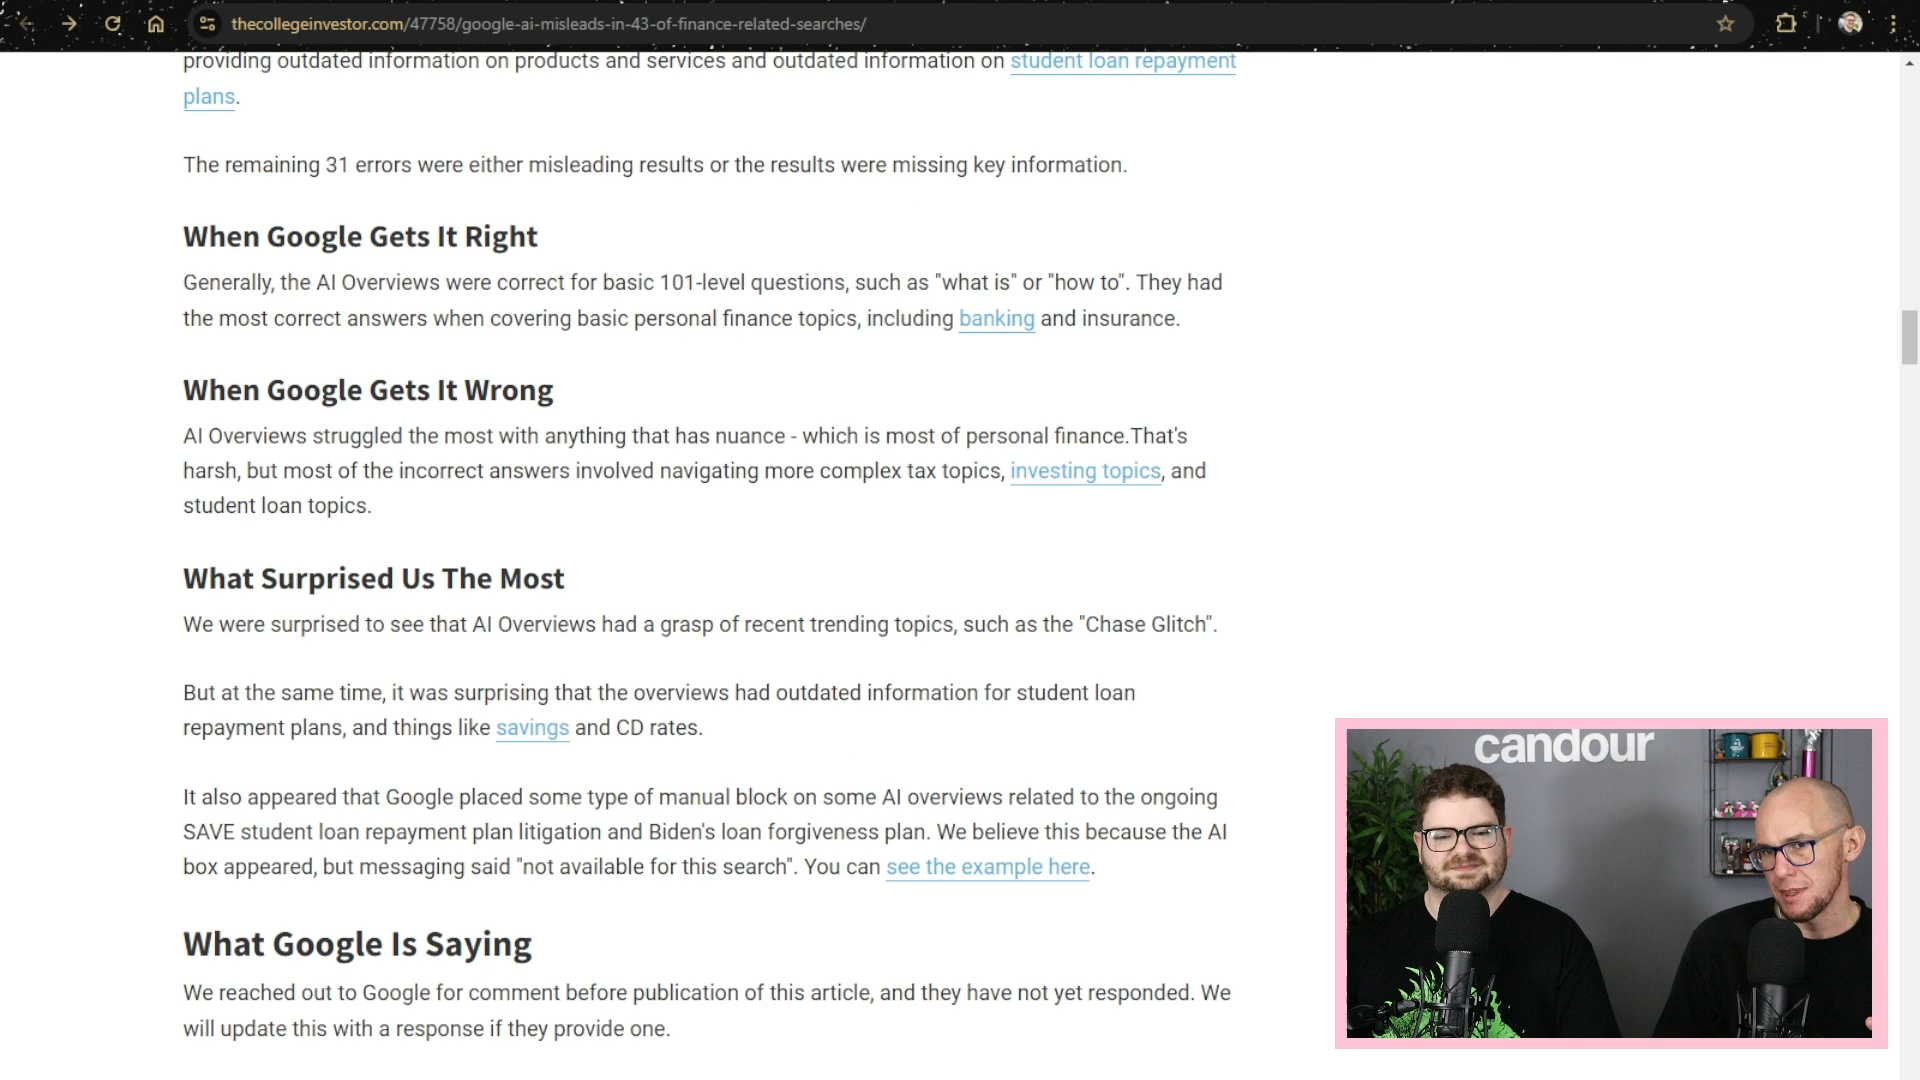 thecollegeinvestor.com/47758/google-ai-misleads-in-43-of-finance-related-searches/
providing outdated information on products and services and outdated information on student loan repayment
plans.
The remaining 31 errors were either misleading results or the results were missing key information.
When Google Gets It Right
Generally, the AI Overviews were correct for basic 101-level questions, such as "what is" or "how to". They had
the most correct answers when covering basic personal finance topics, including banking and insurance.
When Google Gets It Wrong
AI Overviews struggled the most with anything that has nuance - which is most of personal finance.That's
harsh, but most of the incorrect answers involved navigating more complex tax topics, investing topics, and
student loan topics.
What Surprised Us The Most
We were surprised to see that AI Overviews had a grasp of recent trending topics, such as the "Chase Glitch".
But at the same time, it was surprising that the overviews had outdated information for student loan
repayment plans, and things like savings and CD rates.
It also appeared that Google placed some type of manual block on some AI overviews related to the ongoing
SAVE student loan repayment plan litigation and Biden's loan forgiveness plan. We believe this because the AI
box appeared, but messaging said "not available for this search". You can see the example here.
What Google Is Saying
We reached out to Google for comment before publication of this article, and they have not yet responded. We
will update this with a response if they provide one.
candour